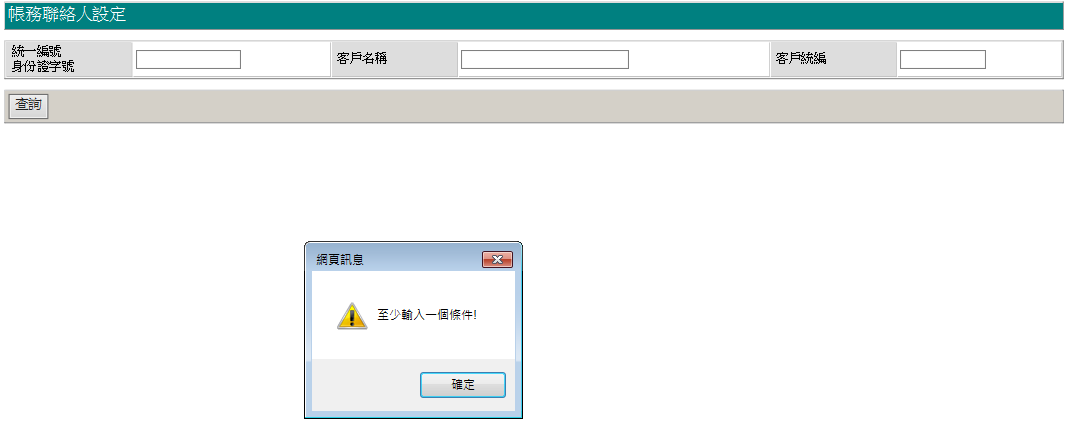 帳務聯絡人設定
統一編號
身份證字號
客戶名稱
客戶統編
查詢
網頁訊息
至少輸入一個條件!
確定